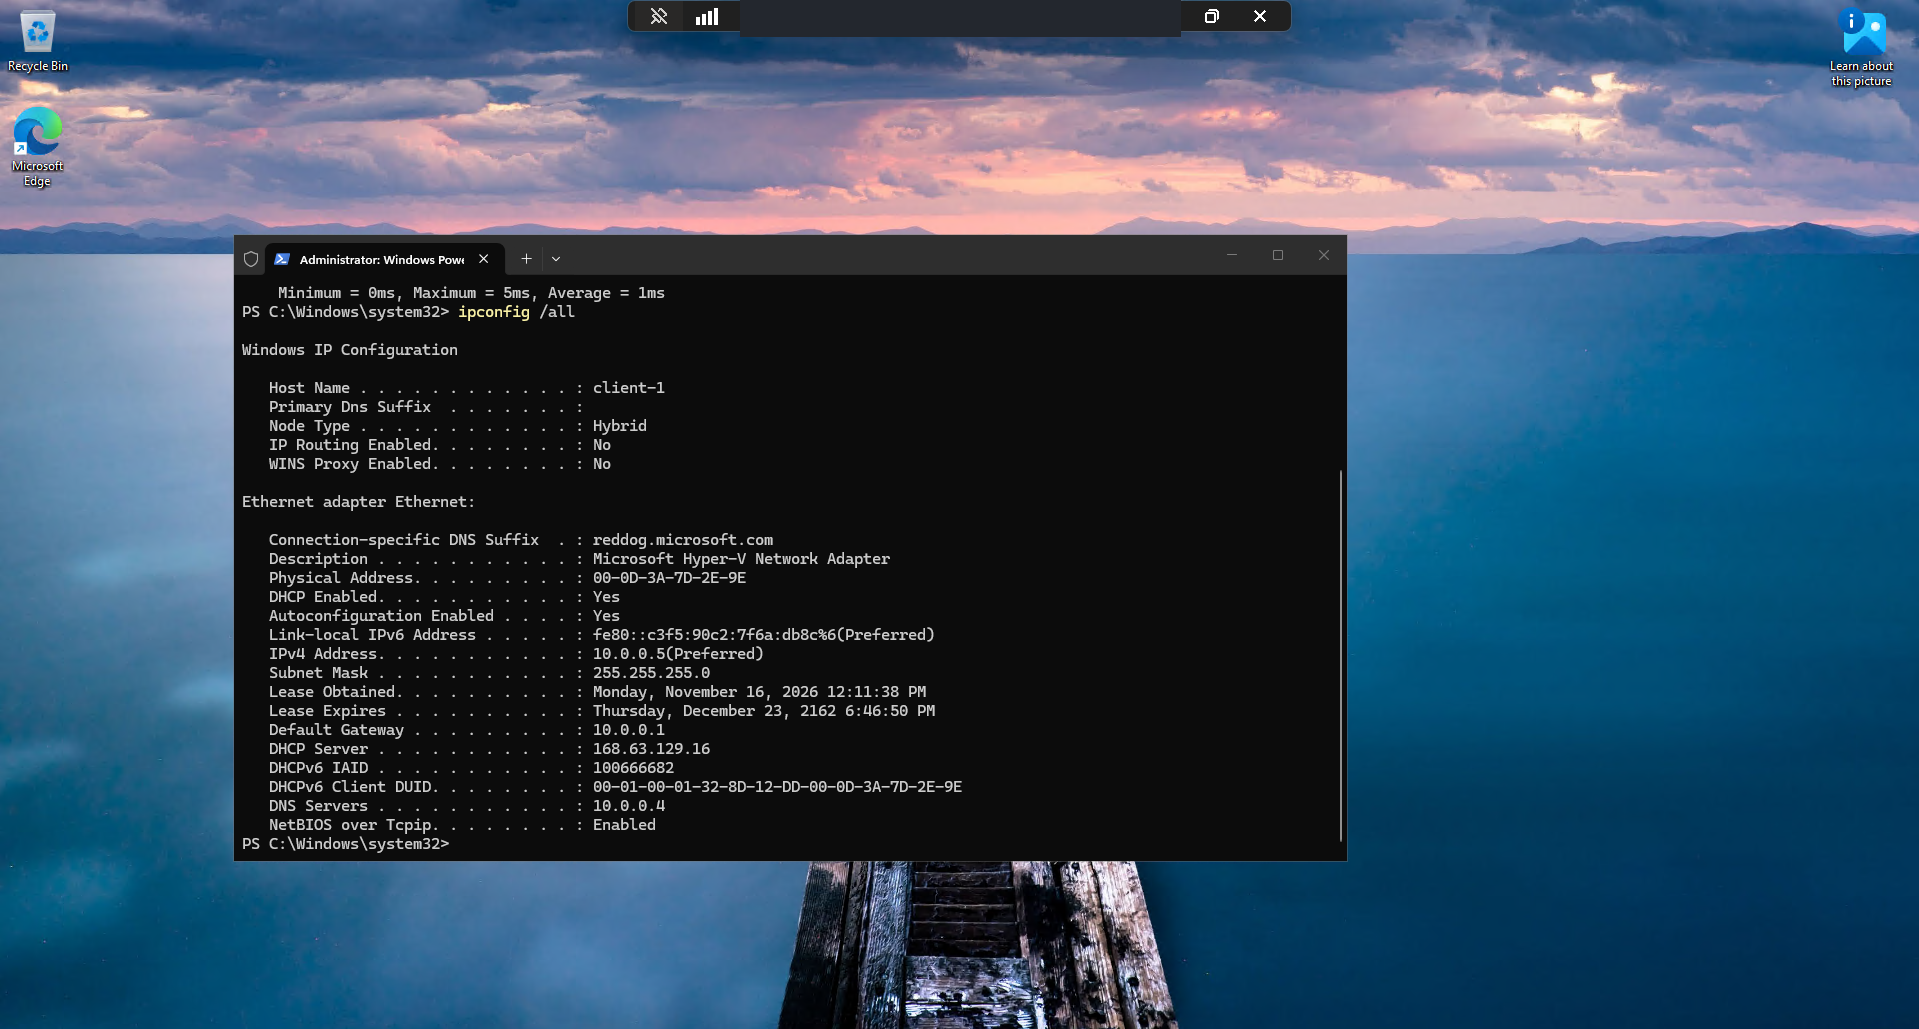 Recycle Bin
Learn about
this picture
Microsoft
Edge
Administrator: Windows Powe
    Minimum = 0ms, Maximum = 5ms, Average = 1ms
PS C:\Windows\system32> ipconfig /all
Windows IP Configuration
   Host Name . . . . . . . . . . . . : client-1
   Primary Dns Suffix  . . . . . . . :
   Node Type . . . . . . . . . . . . : Hybrid
   IP Routing Enabled. . . . . . . . : No
   WINS Proxy Enabled. . . . . . . . : No
Ethernet adapter Ethernet:
   Connection-specific DNS Suffix  . : reddog.microsoft.com
   Description . . . . . . . . . . . : Microsoft Hyper-V Network Adapter
   Physical Address. . . . . . . . . : 00-0D-3A-7D-2E-9E
   DHCP Enabled. . . . . . . . . . . : Yes
   Autoconfiguration Enabled . . . . : Yes
   Link-local IPv6 Address . . . . . : fe80::c3f5:90c2:7f6a:db8c%6(Preferred)
   IPv4 Address. . . . . . . . . . . : 10.0.0.5(Preferred)
   Subnet Mask . . . . . . . . . . . : 255.255.255.0
   Lease Obtained. . . . . . . . . . : Monday, November 16, 2026 12:11:38 PM
   Lease Expires . . . . . . . . . . : Thursday, December 23, 2162 6:46:50 PM
   Default Gateway . . . . . . . . . : 10.0.0.1
   DHCP Server . . . . . . . . . . . : 168.63.129.16
   DHCPv6 IAID . . . . . . . . . . . : 100666682
   DHCPv6 Client DUID. . . . . . . . : 00-01-00-01-32-8D-12-DD-00-0D-3A-7D-2E-9E
   DNS Servers . . . . . . . . . . . : 10.0.0.4
   NetBIOS over Tcpip. . . . . . . . : Enabled
PS C:\Windows\system32>